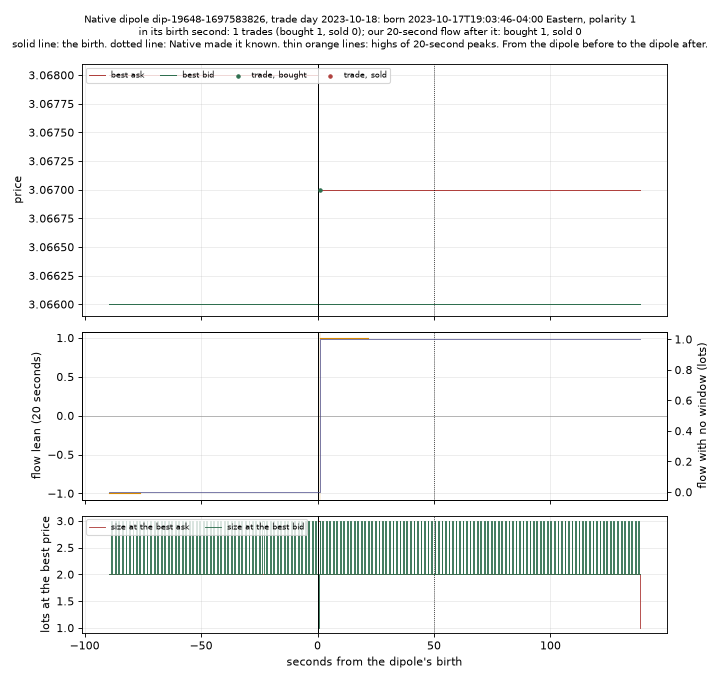 Native dipole dip-19648-1697583826, trade day 2023-10-18: born 2023-10-17T19:03:46-04:00 Eastern, polarity 1
in its birth second: 1 trades (bought 1, sold 0); our 20-second flow after it: bought 1, sold 0
solid line: the birth. dotted line: Native made it known. thin orange lines: highs of 20-second peaks. From the dipole before to the dipole after.
best ask
best bid
trade, bought
trade, sold
3.06800
3.06775
3.06750
3.06725
3.06700
3.06675
3.06650
3.06625
3.06600
price
1.0
0.5
0.0
−0.5
−1.0
flow lean (20 seconds)
1.0
0.8
0.6
0.4
0.2
0.0
flow with no window (lots)
size at the best ask
size at the best bid
3.0
2.5
2.0
1.5
1.0
lots at the best price
−100
−50
0
50
100
seconds from the dipole's birth